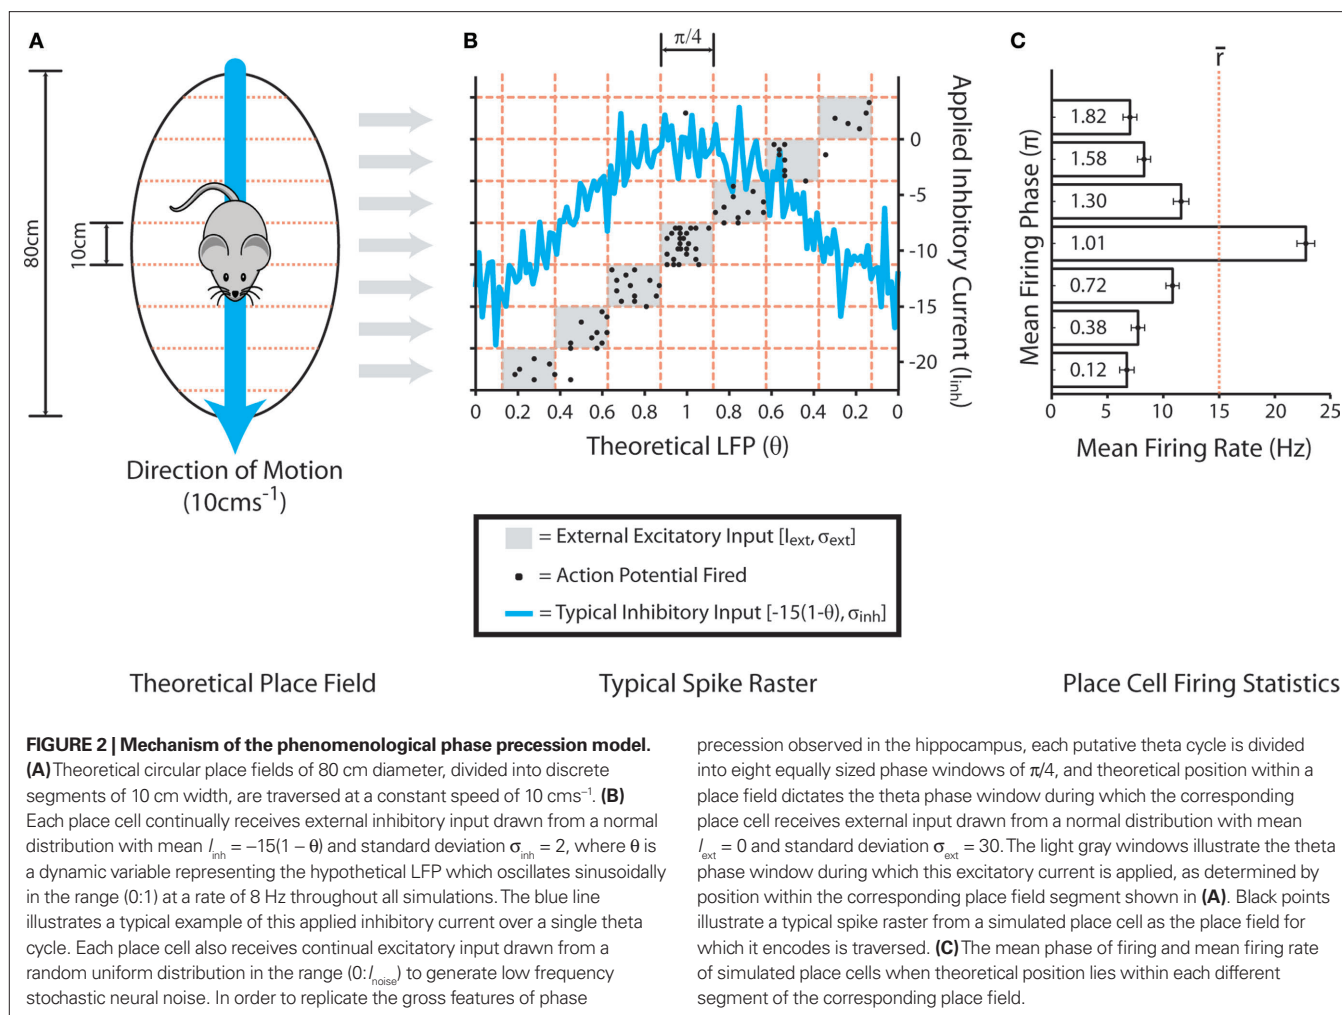 A
80cm
10cm
Direction of Motion
(10cms-1)
Theoretical Place Field
B
π/4
0
-5
-10
-15
-20
Applied Inhibitory Current (Iinh)
0 0.2 0.4 0.6 0.8 1 0.8 0.6 0.4 0.2 0
Theoretical LFP (θ)
= External Excitatory Input [Iext, σext]
= Action Potential Fired
= Typical Inhibitory Input [-15(1-θ), σinh]
Typical Spike Raster
C
r̄
Mean Firing Phase (π)
1.82
1.58
1.30
1.01
0.72
0.38
0.12
0 5 10 15 20 25
Mean Firing Rate (Hz)
Place Cell Firing Statistics
FIGURE 2 | Mechanism of the phenomenological phase precession model.
(A) Theoretical circular place fields of 80 cm diameter, divided into discrete
segments of 10 cm width, are traversed at a constant speed of 10 cms–1. (B)
Each place cell continually receives external inhibitory input drawn from a normal
distribution with mean Iinh = –15(1 – θ) and standard deviation σinh = 2, where θ is
a dynamic variable representing the hypothetical LFP which oscillates sinusoidally
in the range (0:1) at a rate of 8 Hz throughout all simulations. The blue line
illustrates a typical example of this applied inhibitory current over a single theta
cycle. Each place cell also receives continual excitatory input drawn from a
random uniform distribution in the range (0:Inoise) to generate low frequency
stochastic neural noise. In order to replicate the gross features of phase
precession observed in the hippocampus, each putative theta cycle is divided
into eight equally sized phase windows of π/4, and theoretical position within a
place field dictates the theta phase window during which the corresponding
place cell receives external input drawn from a normal distribution with mean
Iext = 0 and standard deviation σext = 30. The light gray windows illustrate the theta
phase window during which this excitatory current is applied, as determined by
position within the corresponding place field segment shown in (A). Black points
illustrate a typical spike raster from a simulated place cell as the place field for
which it encodes is traversed. (C) The mean phase of firing and mean firing rate
of simulated place cells when theoretical position lies within each different
segment of the corresponding place field.